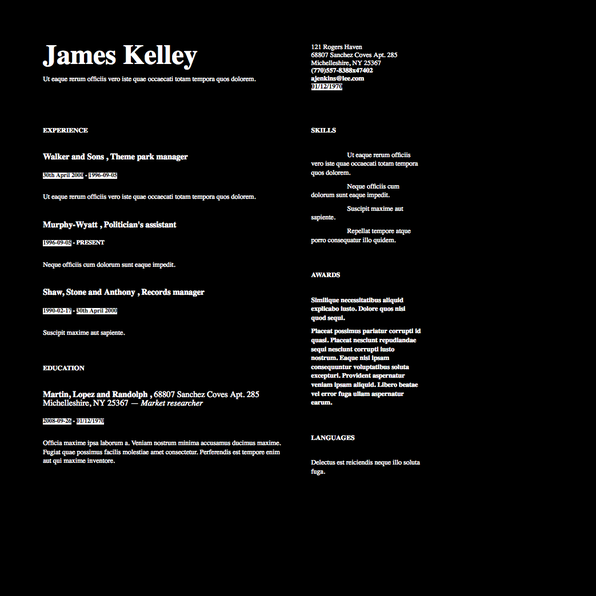 James Kelley
Ut eaque rerum officiis vero iste quae occaecati totam tempora quos dolorem.
EXPERIENCE
Walker and Sons , Theme park manager
30th April 2000 - 1996-09-05
Ut eaque rerum officiis vero iste quae occaecati totam tempora quos dolorem.
Murphy-Wyatt , Politician's assistant
1996-09-05 - PRESENT
Neque officiis cum dolorum sunt eaque impedit.
Shaw, Stone and Anthony , Records manager
1990-02-17 - 30th April 2000
Suscipit maxime aut sapiente.
EDUCATION
Martin, Lopez and Randolph , 68807 Sanchez Coves Apt. 285
Michelleshire, NY 25367 — Market researcher
2008-09-26 - 01/12/1970
Officia maxime ipsa laborum a. Veniam nostrum minima accusamus ducimus maxime.
Fugiat quae possimus facilis molestiae amet consectetur. Perferendis est tempore enim
aut qui maxime inventore.
121 Rogers Haven
68807 Sanchez Coves Apt. 285
Michelleshire, NY 25367
(770)557-8388x47402
ajenkins@lee.com
01/12/1970
SKILLS
Ut eaque rerum officiis
vero iste quae occaecati totam tempora
quos dolorem.
Neque officiis cum
dolorum sunt eaque impedit.
Suscipit maxime aut
sapiente.
Repellat tempore atque
porro consequatur illo quidem.
AWARDS
Similique necessitatibus aliquid
explicabo iusto. Dolores quos nisi
quod sequi.
Placeat possimus pariatur corrupti id
quasi. Placeat nesciunt repudiandae
sequi nesciunt corrupti iusto
nostrum. Eaque nisi ipsam
consequuntur voluptatibus soluta
excepturi. Provident aspernatur
veniam ipsam aliquid. Libero beatae
vel error fuga ullam aspernatur
earum.
LANGUAGES
Delectus est reiciendis neque illo soluta
fuga.